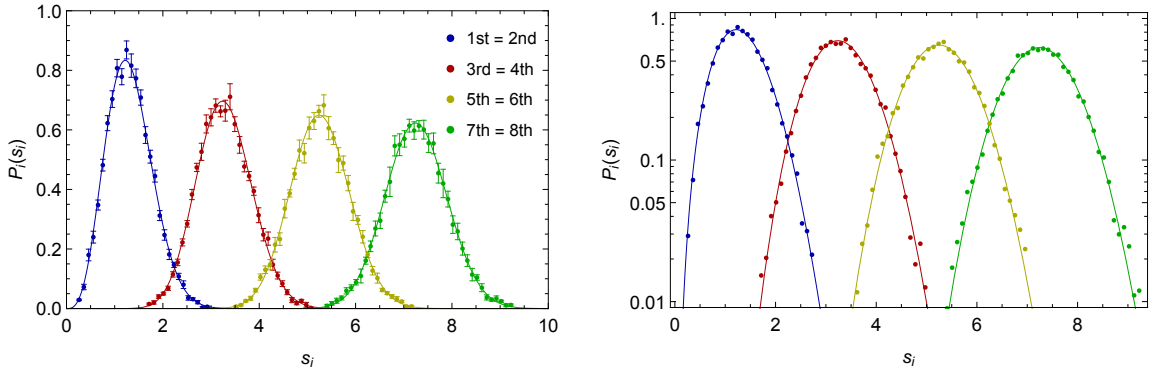 1.0
0.8
0.6
0.4
0.2
0.0
0
2
4
6
8
10
P_i(s_i)
s_i
1st = 2nd
3rd = 4th
5th = 6th
7th = 8th
1.
0.5
0.1
0.05
0.01
0
2
4
6
8
P_i(s_i)
s_i